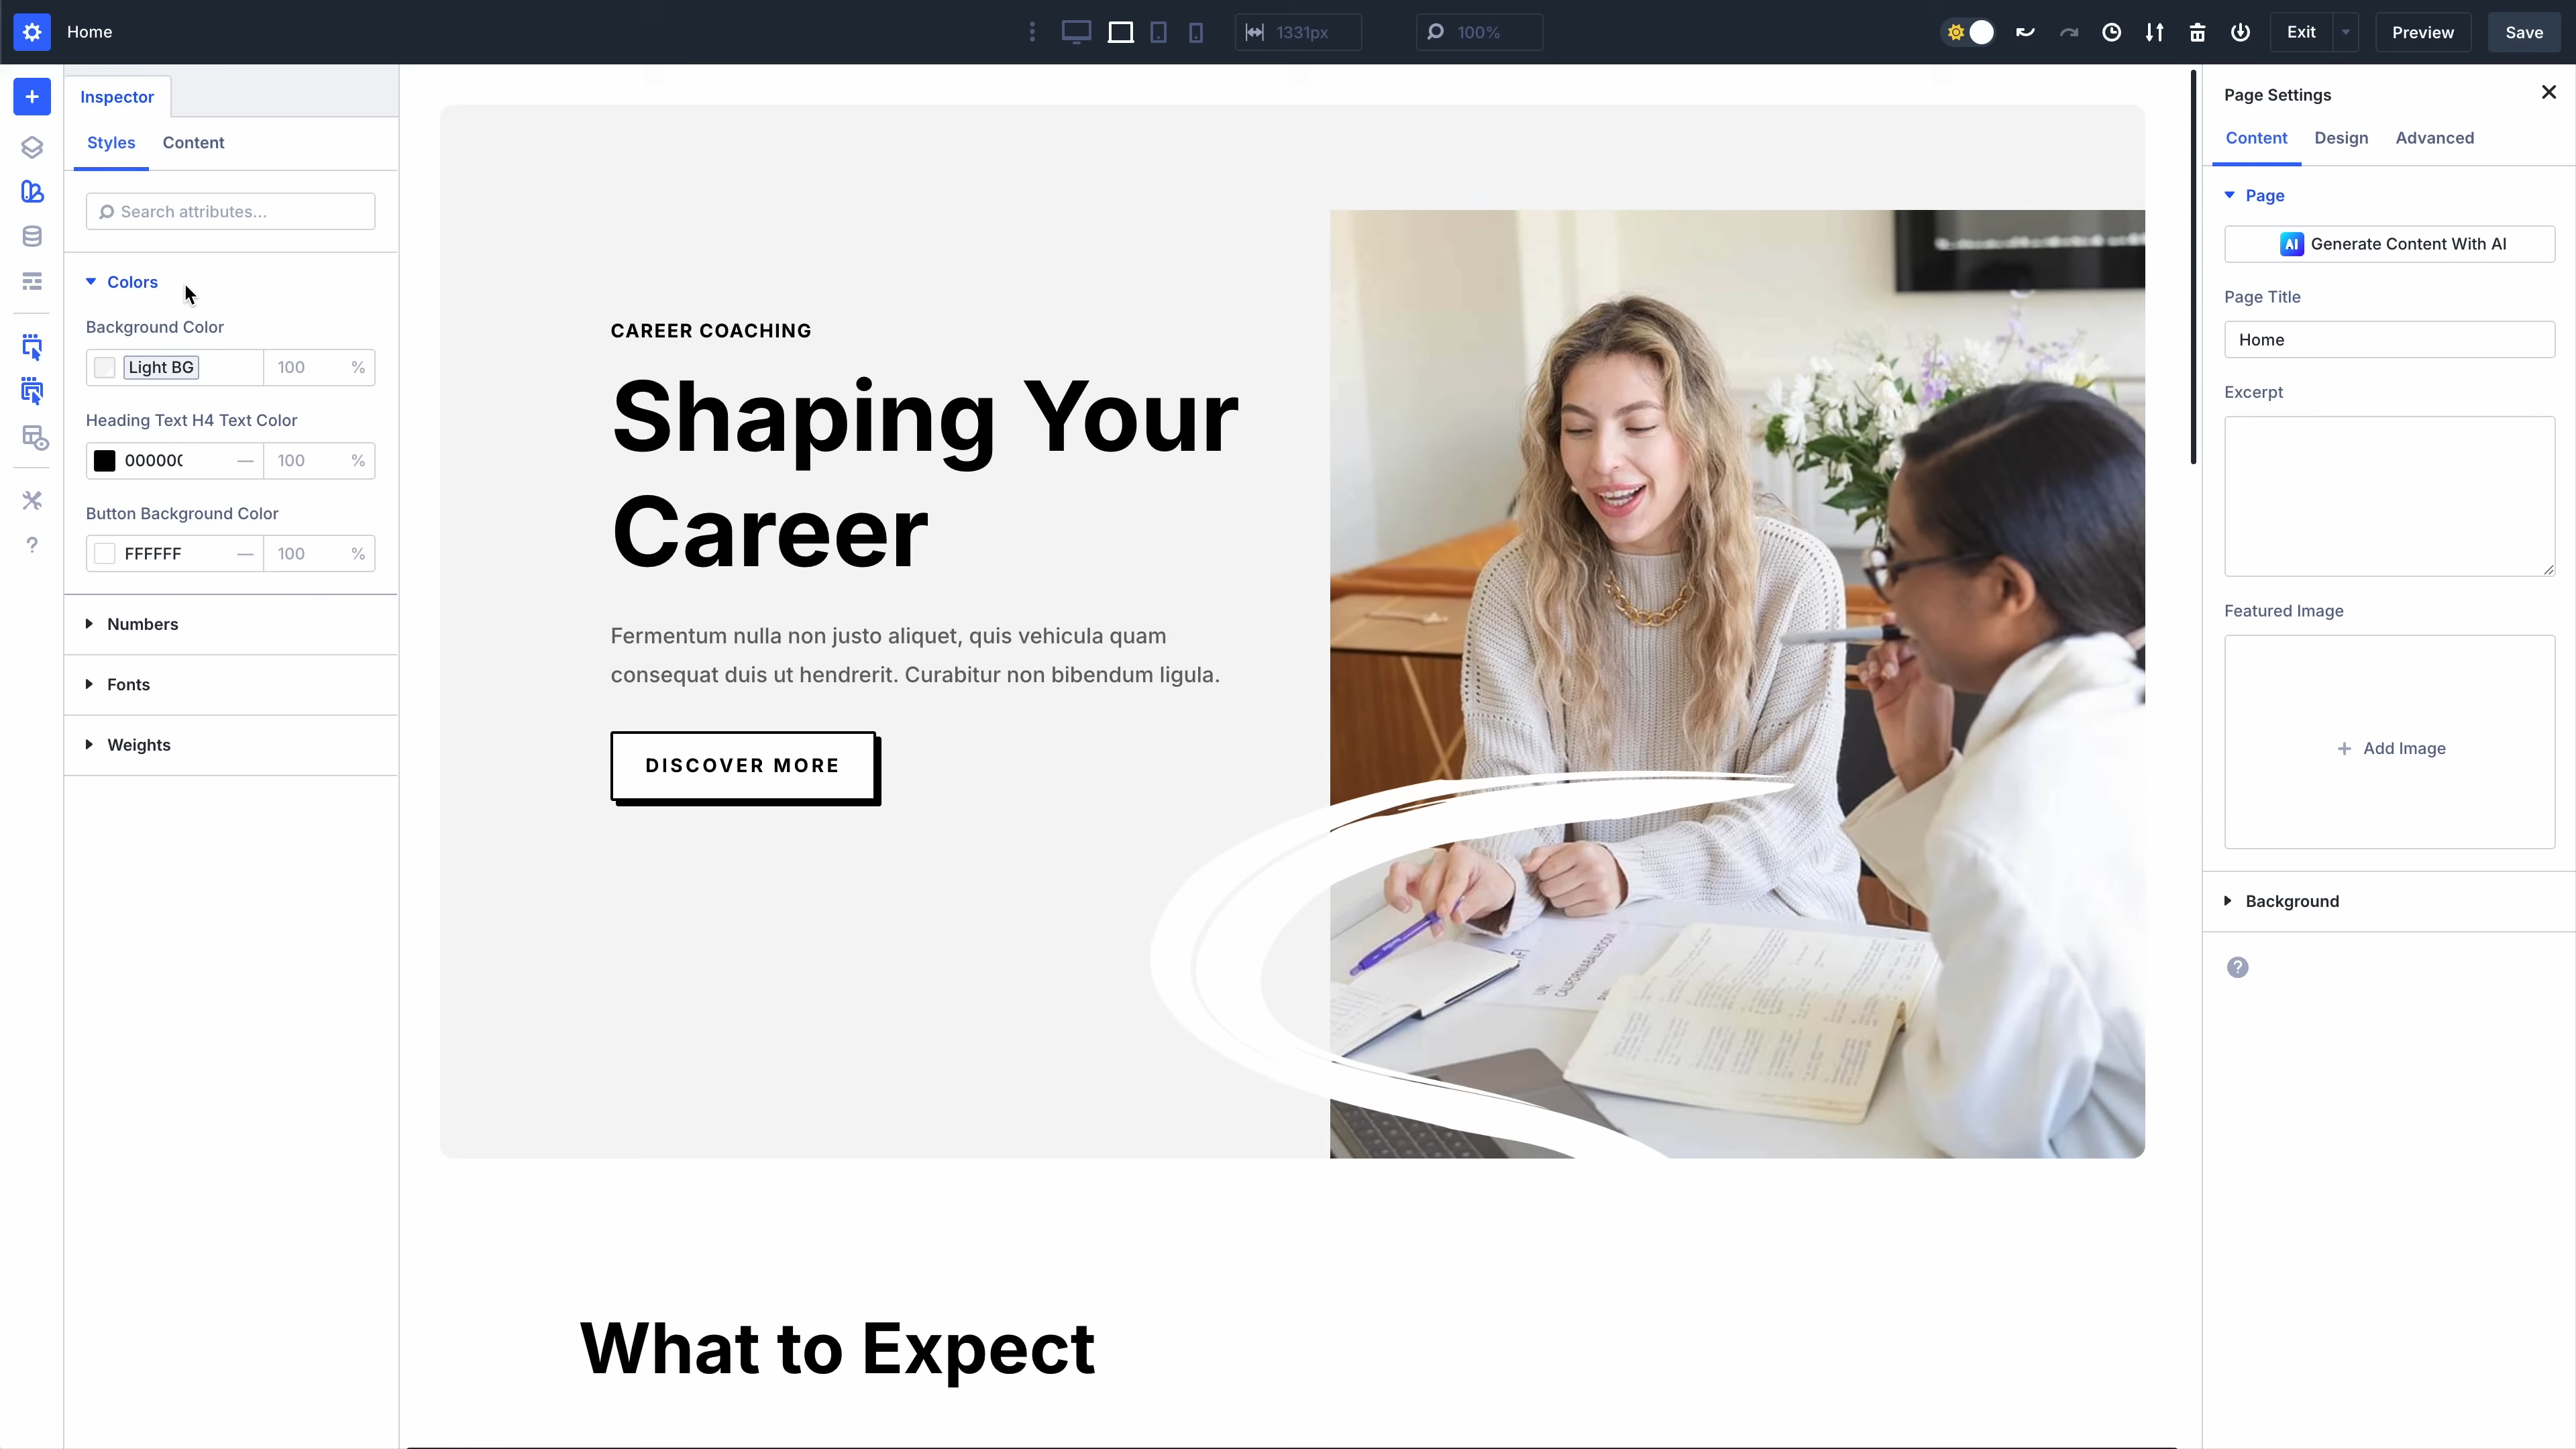 Home
1331px
100%
Exit
Preview
Save
Inspector
Styles
Content
Search attributes...
Colors
Background Color
Light BG
100
%
Heading Text H4 Text Color
000000
100
%
Button Background Color
FFFFFF
100
%
Numbers
Fonts
Weights
CAREER COACHING
Shaping Your
Career
Fermentum nulla non justo aliquet, quis vehicula quam
consequat duis ut hendrerit. Curabitur non bibendum ligula.
DISCOVER MORE
What to Expect
Page Settings
Content
Design
Advanced
Page
AI Generate Content With AI
Page Title
Home
Excerpt
Featured Image
+ Add Image
Background